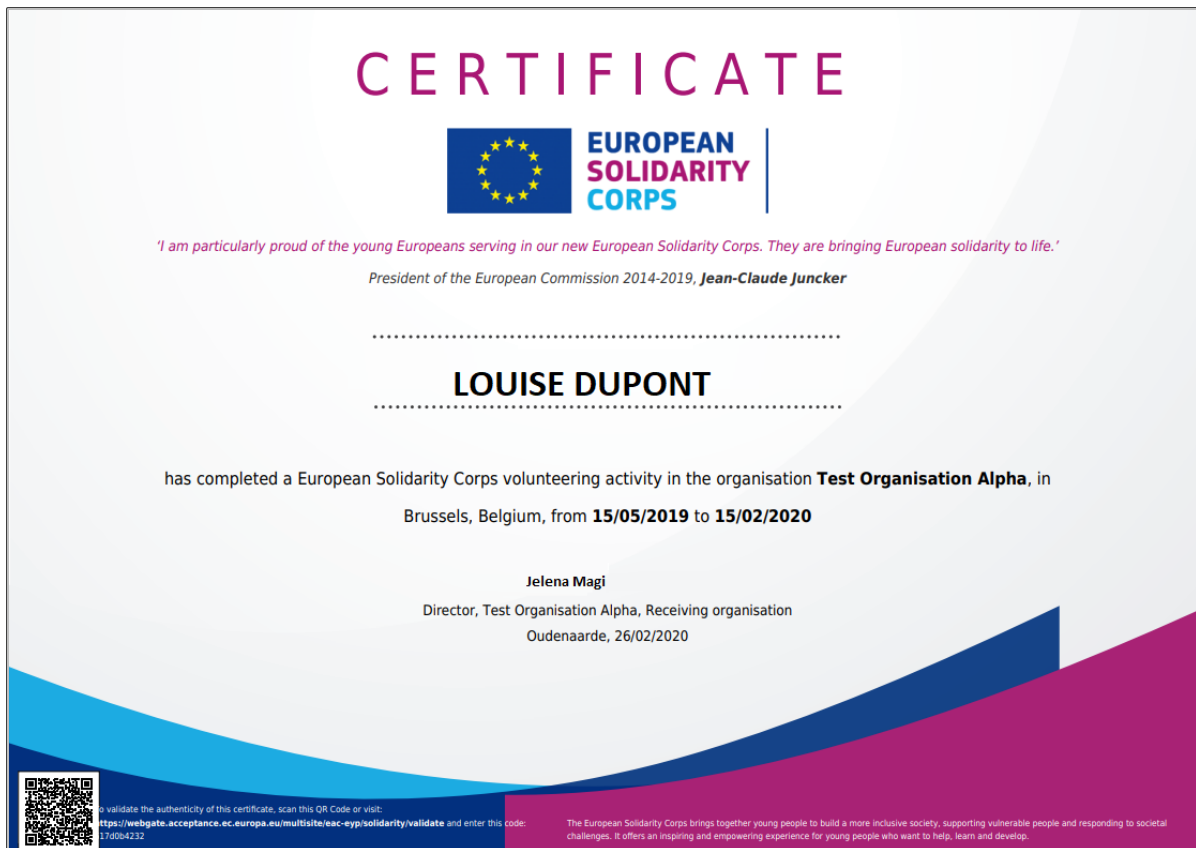 CERTIFICATE
EUROPEAN
SOLIDARITY
CORPS
‘I am particularly proud of the young Europeans serving in our new European Solidarity Corps. They are bringing European solidarity to life.’
President of the European Commission 2014-2019, Jean-Claude Juncker
LOUISE DUPONT
has completed a European Solidarity Corps volunteering activity in the organisation Test Organisation Alpha, in
Brussels, Belgium, from 15/05/2019 to 15/02/2020
Jelena Magi
Director, Test Organisation Alpha, Receiving organisation
Oudenaarde, 26/02/2020
o validate the authenticity of this certificate, scan this QR Code or visit:
ttps://webgate.acceptance.ec.europa.eu/multisite/eac-eyp/solidarity/validate and enter this code:
17d0b4232
The European Solidarity Corps brings together young people to build a more inclusive society, supporting vulnerable people and responding to societal
challenges. It offers an inspiring and empowering experience for young people who want to help, learn and develop.